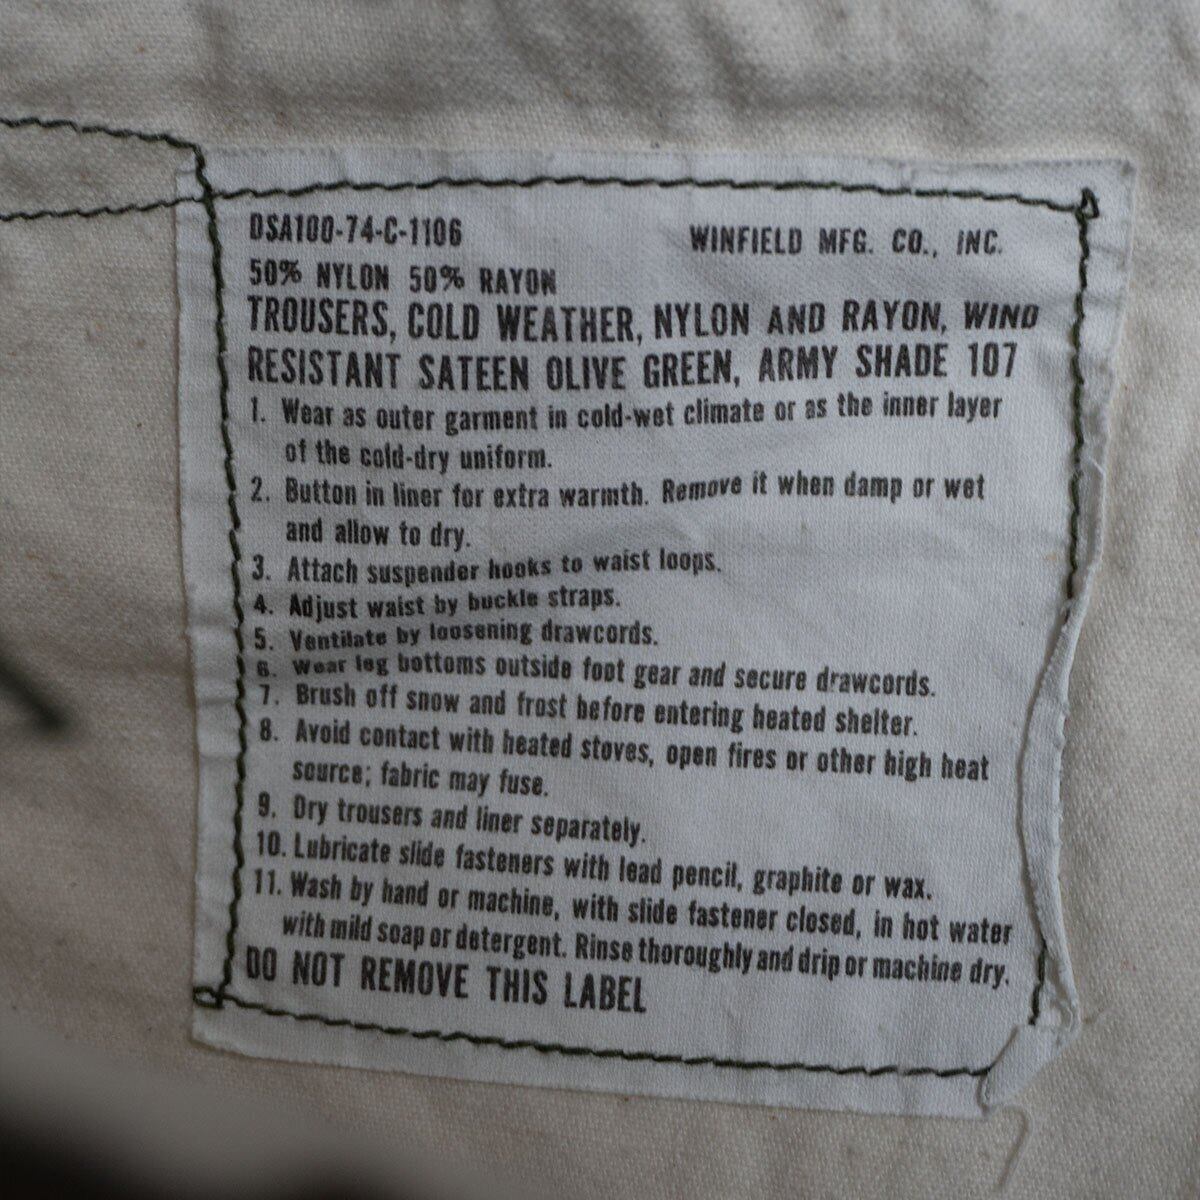 DSA100-74-C-1106 WINFIELD MFG. CO., INC.
50% NYLON 50% RAYON
TROUSERS, COLD WEATHER, NYLON AND RAYON, WIND
RESISTANT SATEEN OLIVE GREEN, ARMY SHADE 107
1. Wear as outer garment in cold-wet climate or as the inner layer
of the cold-dry uniform.
2. Button in liner for extra warmth. Remove it when damp or wet
and allow to dry.
3. Attach suspender hooks to waist loops.
4. Adjust waist by buckle straps.
5. Ventilate by loosening drawcords.
6. Wear leg bottoms outside foot gear and secure drawcords.
7. Brush off snow and frost before entering heated shelter.
8. Avoid contact with heated stoves, open fires or other high heat
source; fabric may fuse.
9. Dry trousers and liner separately.
10. Lubricate slide fasteners with lead pencil, graphite or wax.
11. Wash by hand or machine, with slide fastener closed, in hot water
with mild soap or detergent. Rinse thoroughly and drip or machine dry.
DO NOT REMOVE THIS LABEL